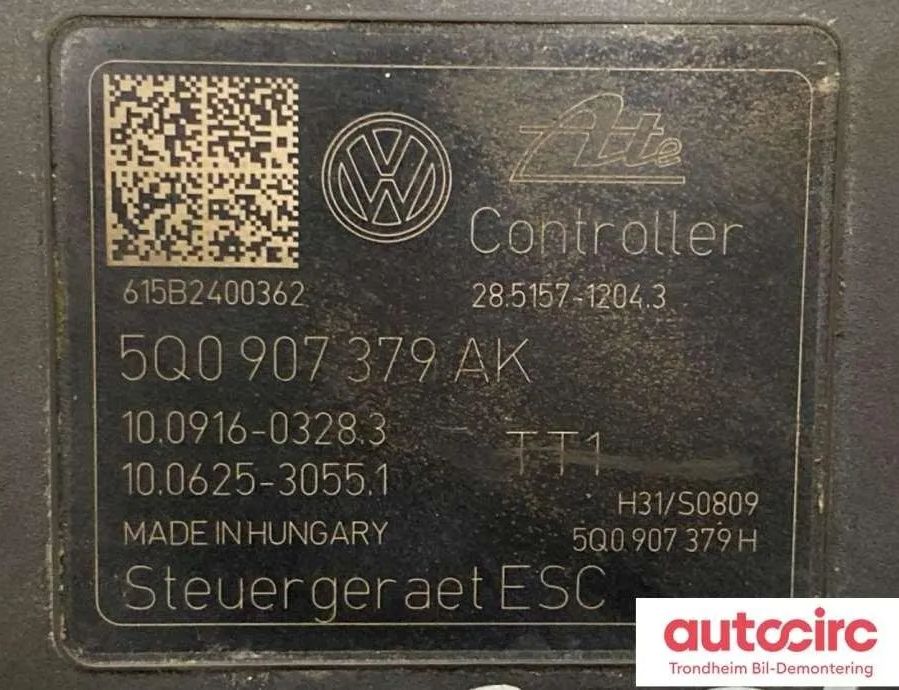 Ate
Controller
615B2400362
28.5157-1204.3
5Q0 907 379 AK
10.0916-0328.3
TT1
10.0625-3055.1
H31/S0809
MADE IN HUNGARY
5Q0 907 379 H
Steuergeraet ESC
autocirc
Trondheim Bil-Demontering